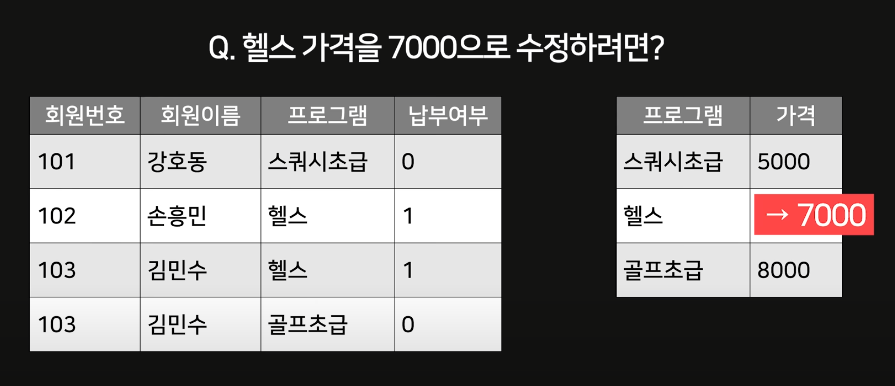 Q. 헬스 가격을 7000으로 수정하려면?
회원번호 회원이름 프로그램 납부여부
101 강호동 스쿼시초급 0
102 손흥민 헬스 1
103 김민수 헬스 1
103 김민수 골프초급 0
프로그램 가격
스쿼시초급 5000
헬스 → 7000
골프초급 8000